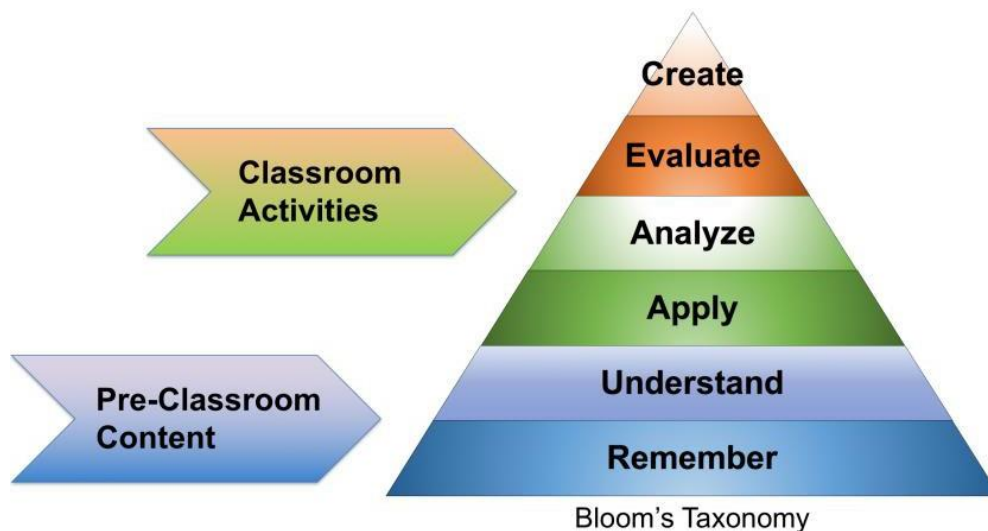 Create
Evaluate
Classroom
Activities
Analyze
Apply
Understand
Pre-Classroom
Content
Remember
Bloom's Taxonomy